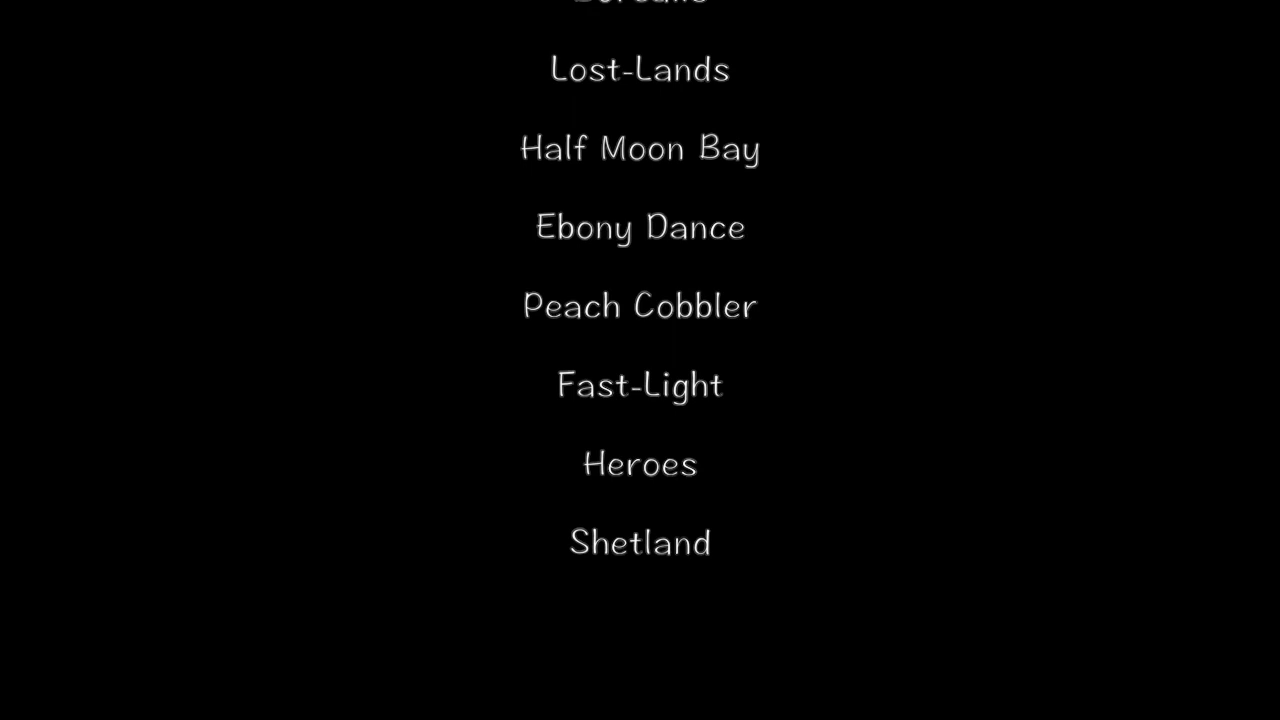 Lost-Lands
Half Moon Bay
Ebony Dance
Peach Cobbler
Fast-Light
Heroes
Shetland